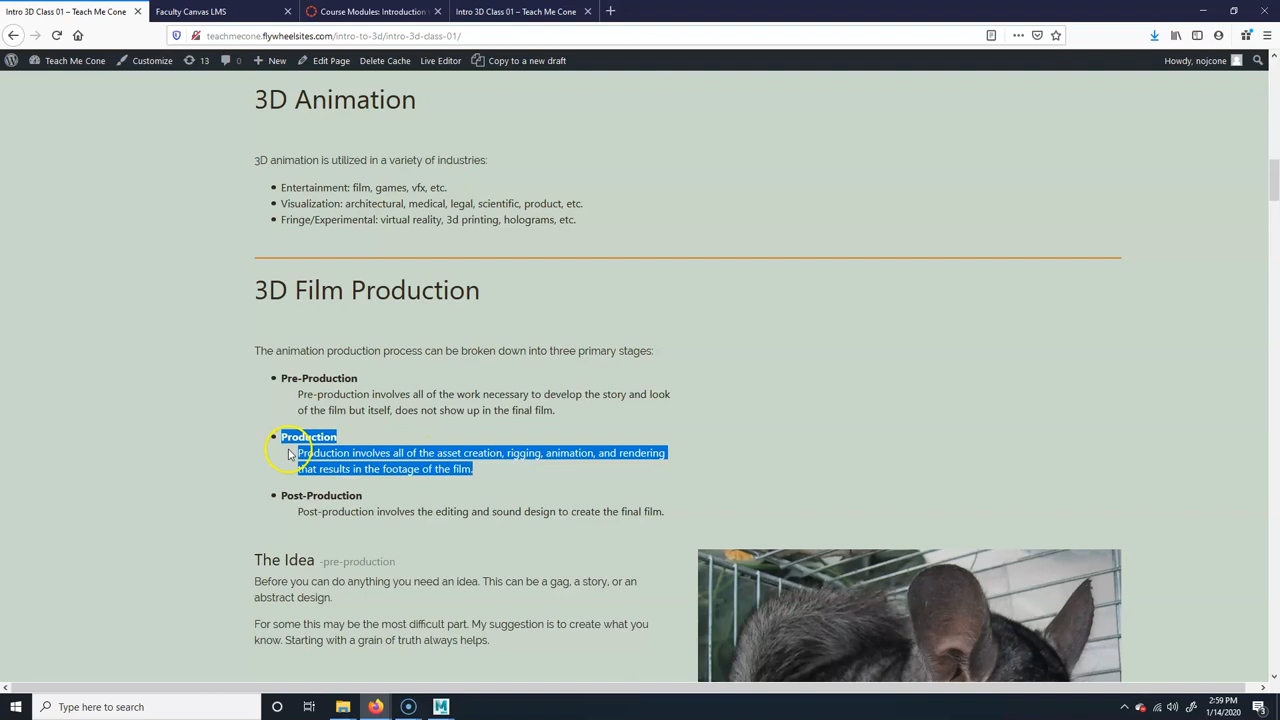 Intro 3D Class 01 – Teach Me Cone
Faculty Canvas LMS
Course Modules: Introduction
Intro 3D Class 01 – Teach Me Cone
teachmecone.flywheelsites.com/intro-to-3d/intro-3d-class-01/
Teach Me Cone
Customize
13
0
New
Edit Page
Delete Cache
Live Editor
Copy to a new draft
Howdy, nojcone
3D Animation
3D animation is utilized in a variety of industries:
Entertainment: film, games, vfx, etc.
Visualization: architectural, medical, legal, scientific, product, etc.
Fringe/Experimental: virtual reality, 3d printing, holograms, etc.
3D Film Production
The animation production process can be broken down into three primary stages:
Pre-Production
Pre-production involves all of the work necessary to develop the story and look
of the film but itself, does not show up in the final film.
Production
Production involves all of the asset creation, rigging, animation, and rendering
that results in the footage of the film.
Post-Production
Post-production involves the editing and sound design to create the final film.
The Idea -pre-production
Before you can do anything you need an idea. This can be a gag, a story, or an
abstract design.
For some this may be the most difficult part. My suggestion is to create what you
know. Starting with a grain of truth always helps.
Type here to search
2:59 PM
1/14/2020
3